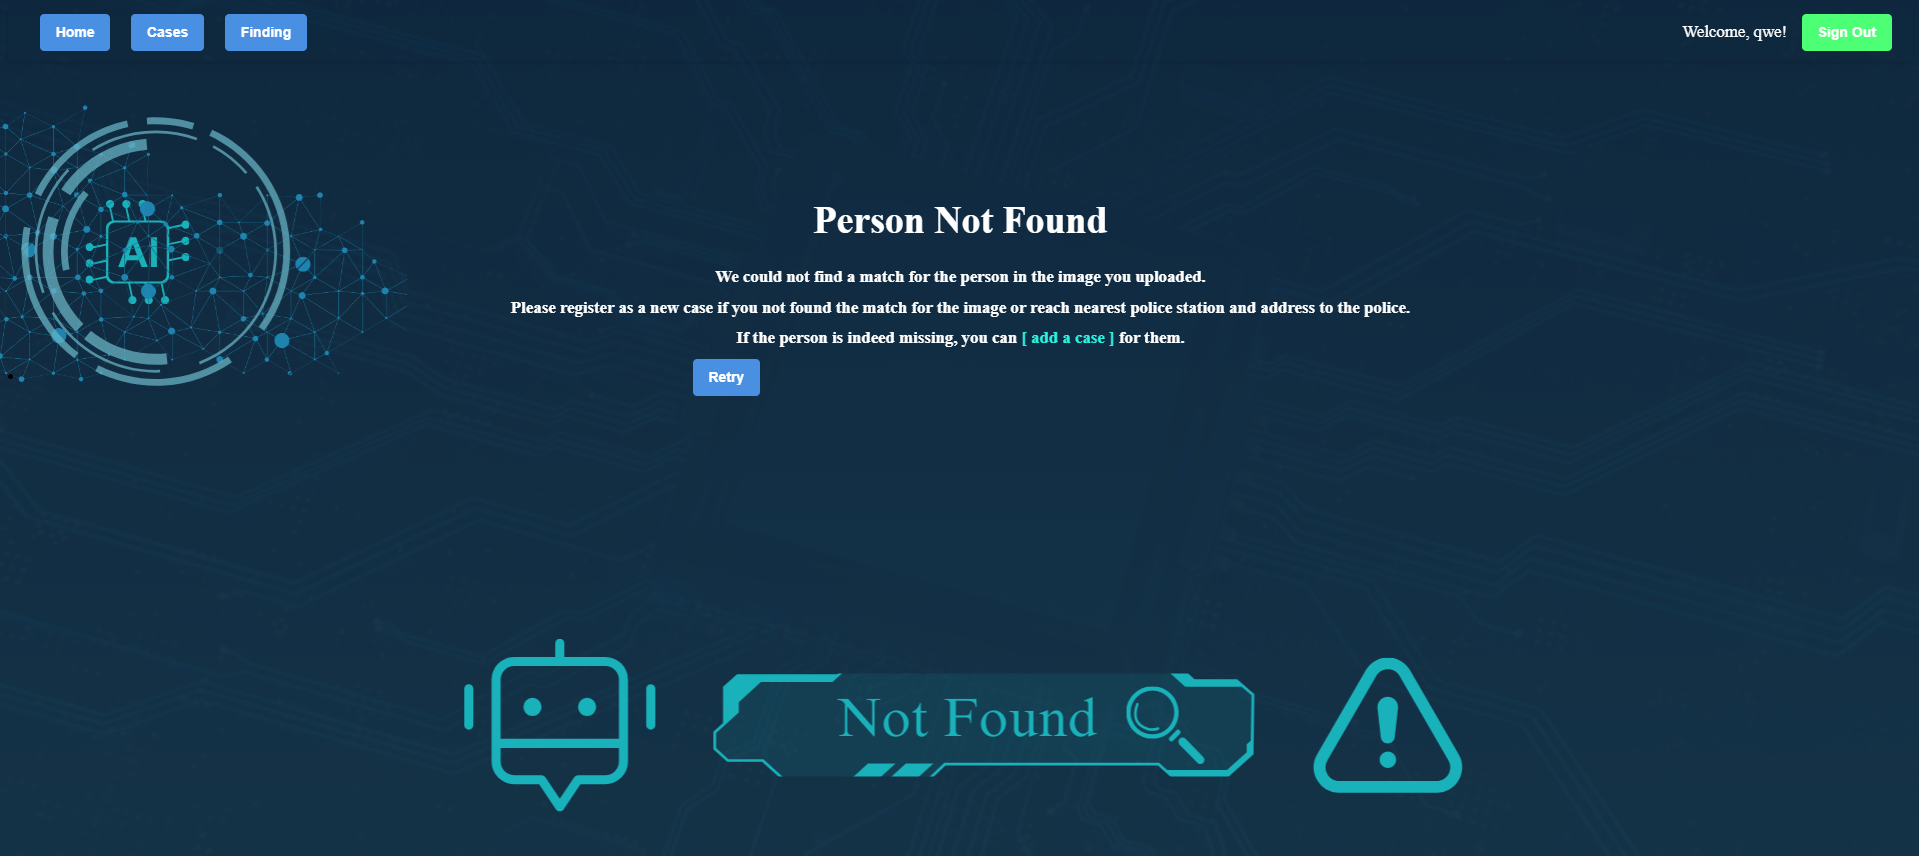 Home Cases Finding Welcome, qwe! Sign Out
AI
Person Not Found
We could not find a match for the person in the image you uploaded.
Please register as a new case if you not found the match for the image or reach nearest police station and address to the police.
If the person is indeed missing, you can [ add a case ] for them.
Retry
Not Found